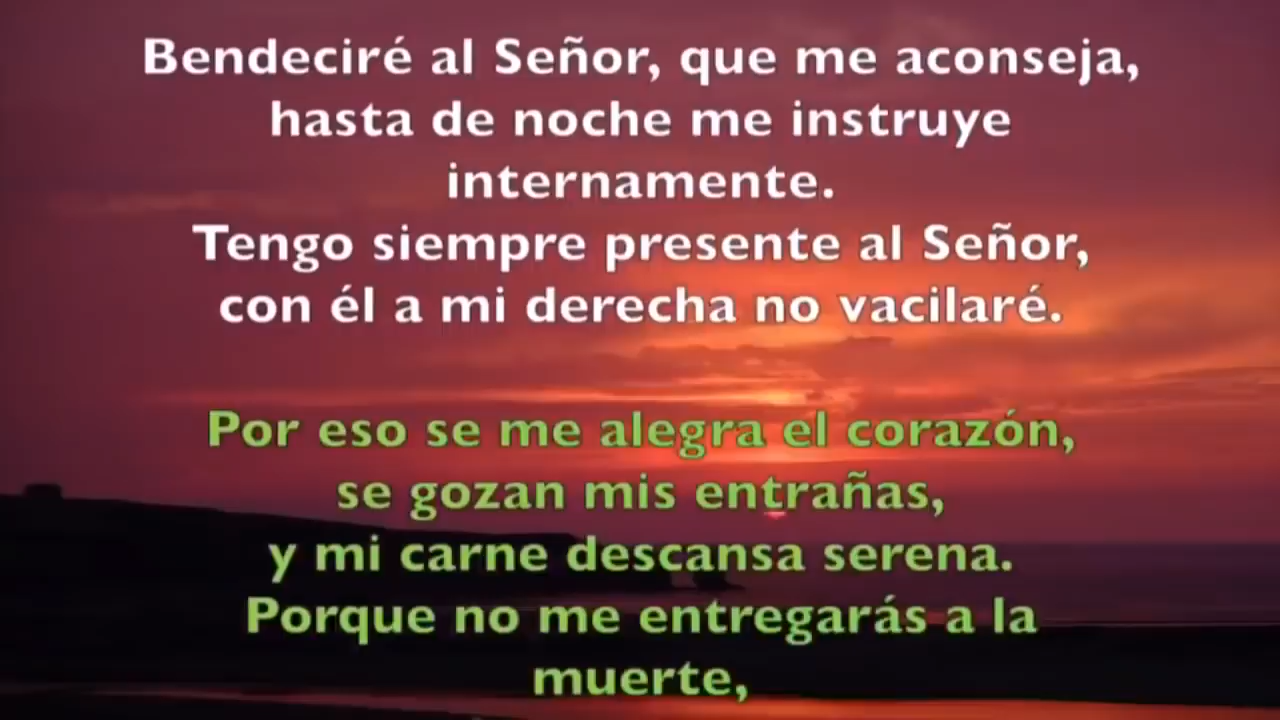 Bendeciré al Señor, que me aconseja,
hasta de noche me instruye
internamente.
Tengo siempre presente al Señor,
con él a mi derecha no vacilaré.
Por eso se me alegra el corazón,
se gozan mis entrañas,
y mi carne descansa serena.
Porque no me entregarás a la
muerte,